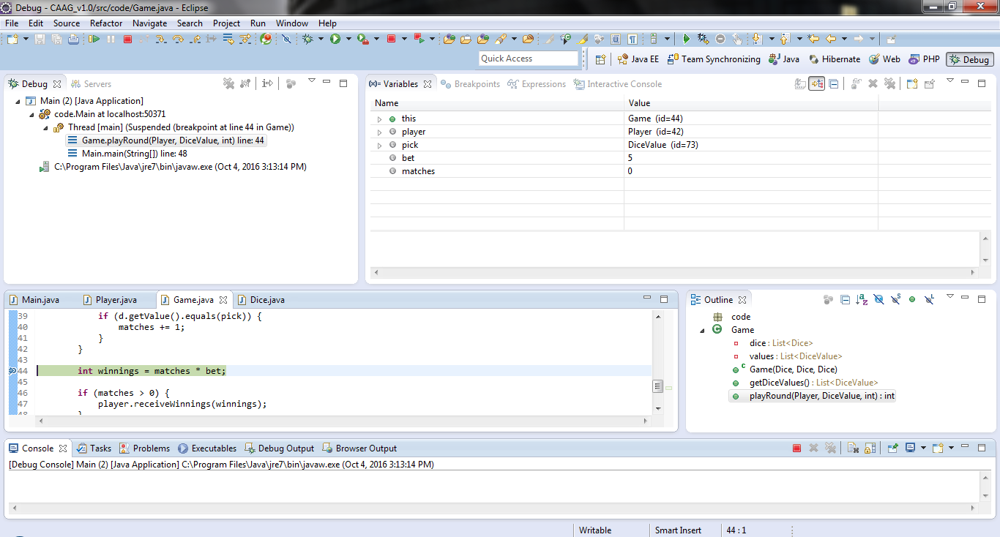 Debug - CAAG_v1.0/src/code/Game.java - Eclipse
File Edit Source Refactor Navigate Search Project Run Window Help
Quick Access Java EE Team Synchronizing Java Hibernate Web PHP Debug
Debug Servers
Main (2) [Java Application]
code.Main at localhost:50371
Thread [main] (Suspended (breakpoint at line 44 in Game))
Game.playRound(Player, DiceValue, int) line: 44
Main.main(String[]) line: 48
C:\Program Files\Java\jre7\bin\javaw.exe (Oct 4, 2016 3:13:14 PM)
(x)= Variables Breakpoints Expressions Interactive Console
Name Value
this Game (id=44)
player Player (id=42)
pick DiceValue (id=73)
bet 5
matches 0
Main.java Player.java Game.java Dice.java
39 if (d.getValue().equals(pick)) {
40 matches += 1;
41 }
42 }
43
44 int winnings = matches * bet;
45
46 if (matches > 0) {
47 player.receiveWinnings(winnings);
48 }
Outline
code
Game
dice : List<Dice>
values : List<DiceValue>
Game(Dice, Dice, Dice)
getDiceValues() : List<DiceValue>
playRound(Player, DiceValue, int) : int
Console Tasks Problems Executables Debug Output Browser Output
[Debug Console] Main (2) [Java Application] C:\Program Files\Java\jre7\bin\javaw.exe (Oct 4, 2016 3:13:14 PM)
Writable Smart Insert 44 : 1